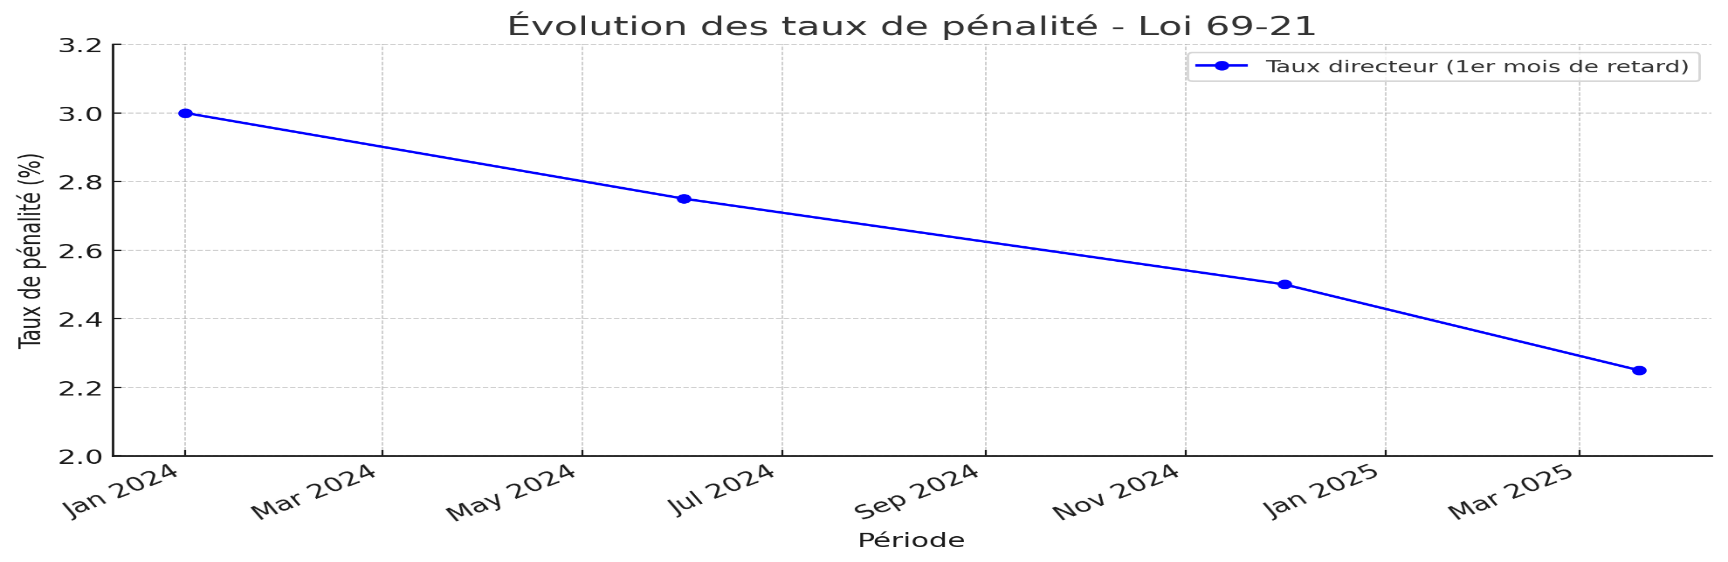 Évolution des taux de pénalité - Loi 69-21
Taux directeur (1er mois de retard)
Taux de pénalité (%)
3.2
3.0
2.8
2.6
2.4
2.2
2.0
Jan 2024
Mar 2024
May 2024
Jul 2024
Sep 2024
Nov 2024
Jan 2025
Mar 2025
Période